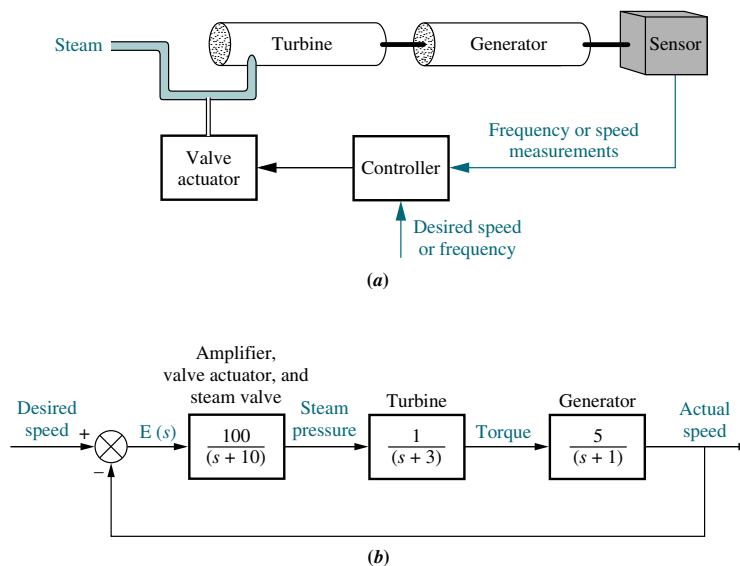 Steam
Turbine
Generator
Sensor
Frequency or speed
measurements
Valve
actuator
Controller
Desired speed
or frequency
(a)
Amplifier,
valve actuator, and
steam valve
Desired
speed
+
−
E (s)
100
(s + 10)
Steam
pressure
Turbine
1
(s + 3)
Torque
Generator
5
(s + 1)
Actual
speed
(b)